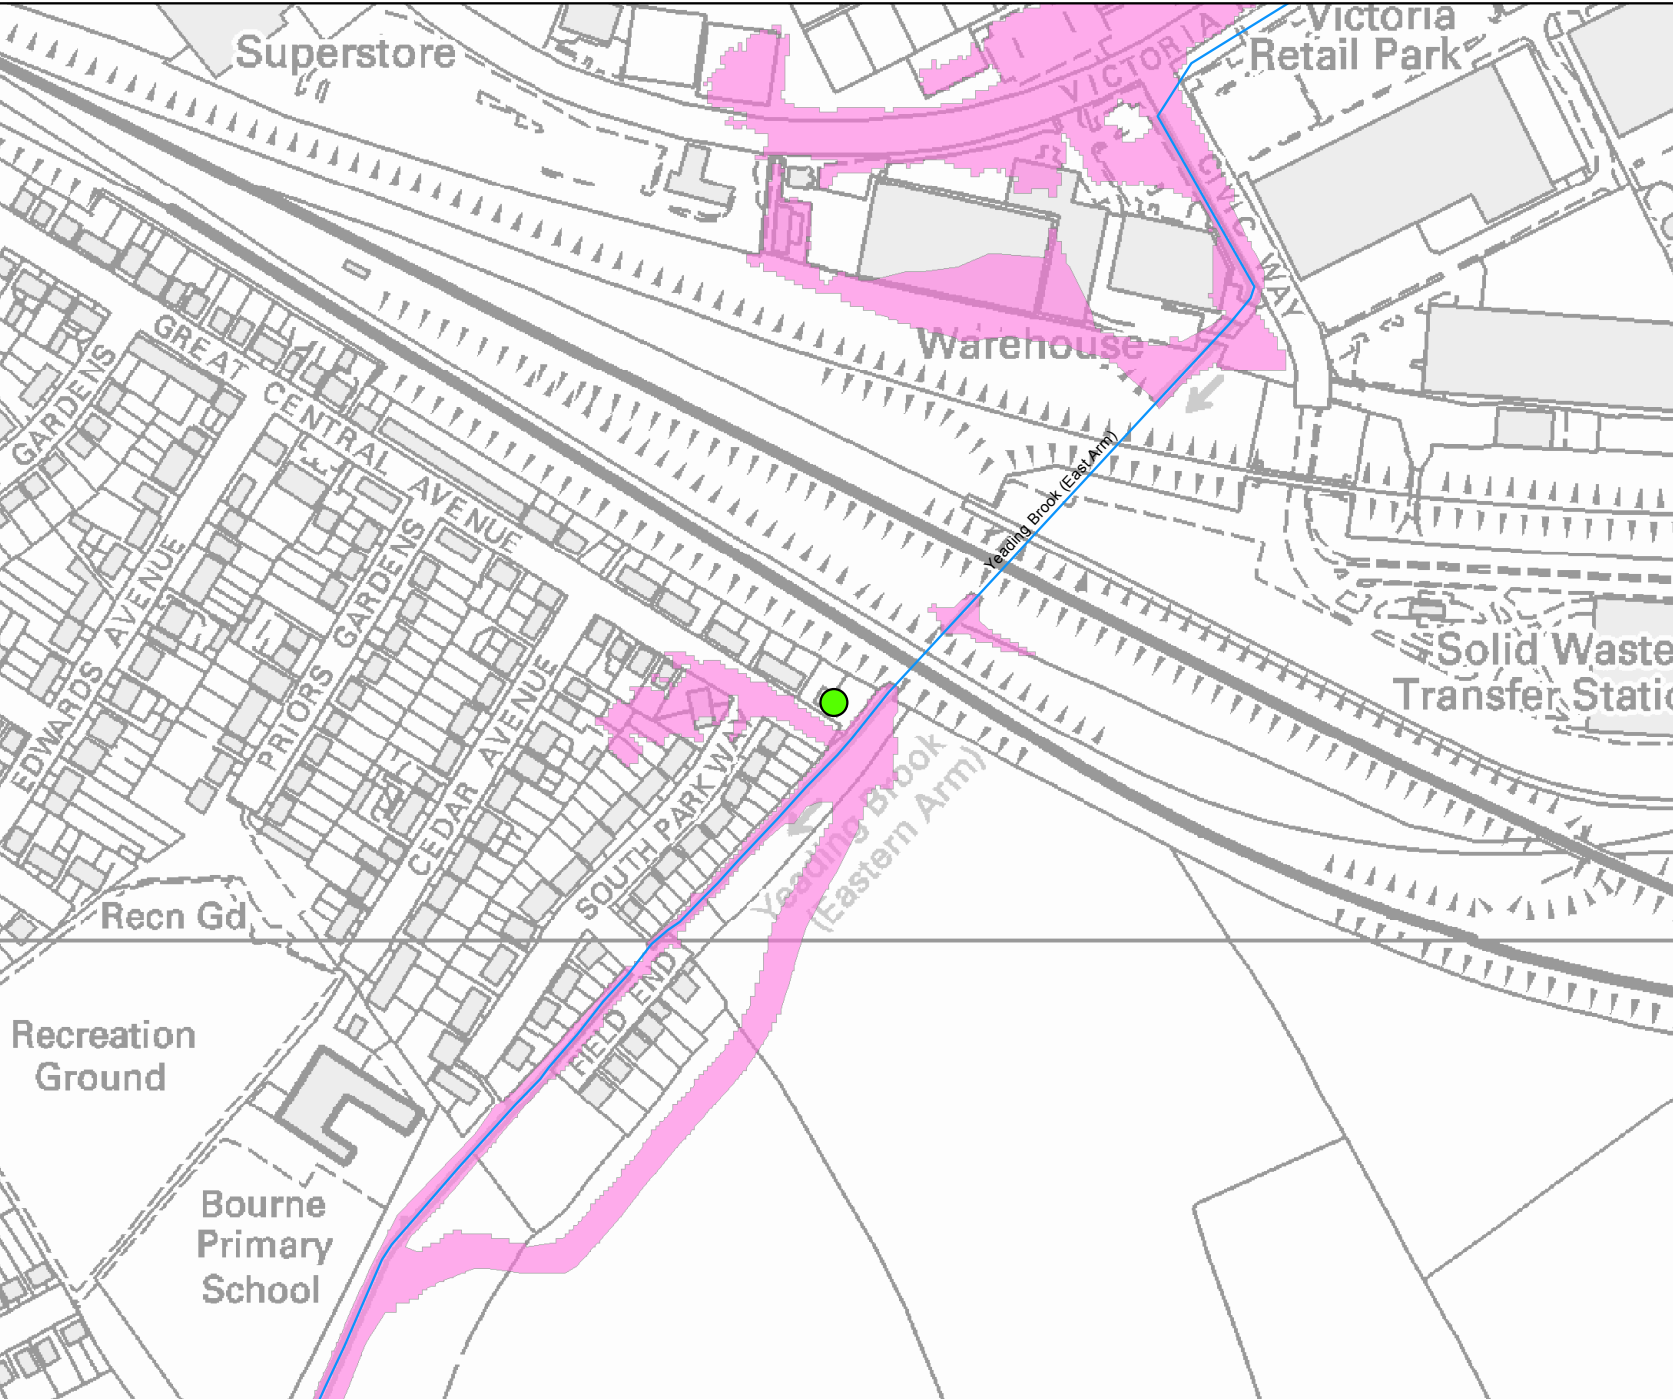 Superstore
Victoria
Retail Park
VICTORIA
CIVIC WAY
Warehouse
GREAT CENTRAL AVENUE
GARDENS
Yeading Brook (East Arm)
EDWARDS AVENUE
PRIORS GARDENS
CEDAR AVENUE
SOUTH PARK WAY
Solid Waste
Transfer Static
Yeading Brook
(Eastern Arm)
Recn Gd
FIELD END
Recreation
Ground
Bourne
Primary
School